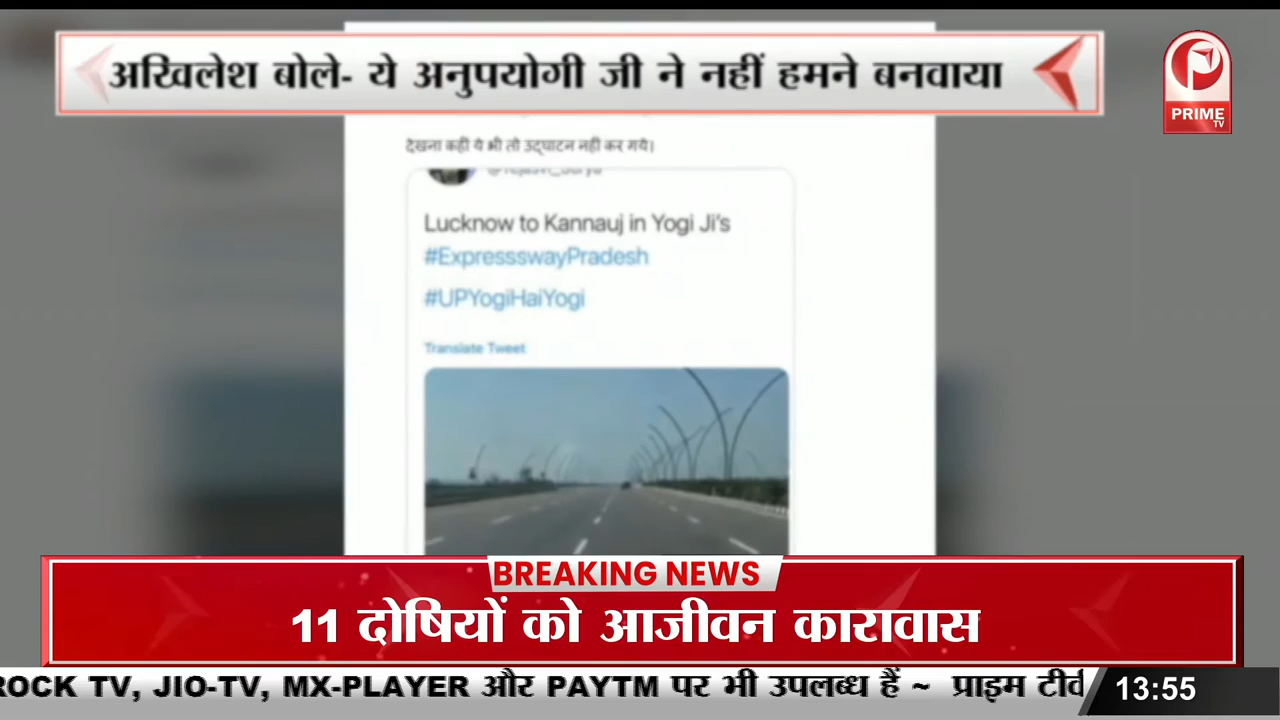 अखिलेश बोले- ये अनुपयोगी जी ने नहीं हमने बनवाया
PRIME
TV
देखना कहीं ये भी तो उद्घाटन नहीं कर गये।
Lucknow to Kannauj in Yogi Ji's
#ExpressswayPradesh
#UPYogiHaiYogi
Translate Tweet
BREAKING NEWS
11 दोषियों को आजीवन कारावास
ROCK TV, JIO-TV, MX-PLAYER और PAYTM पर भी उपलब्ध हैं ~ प्राइम टीवी
13:55